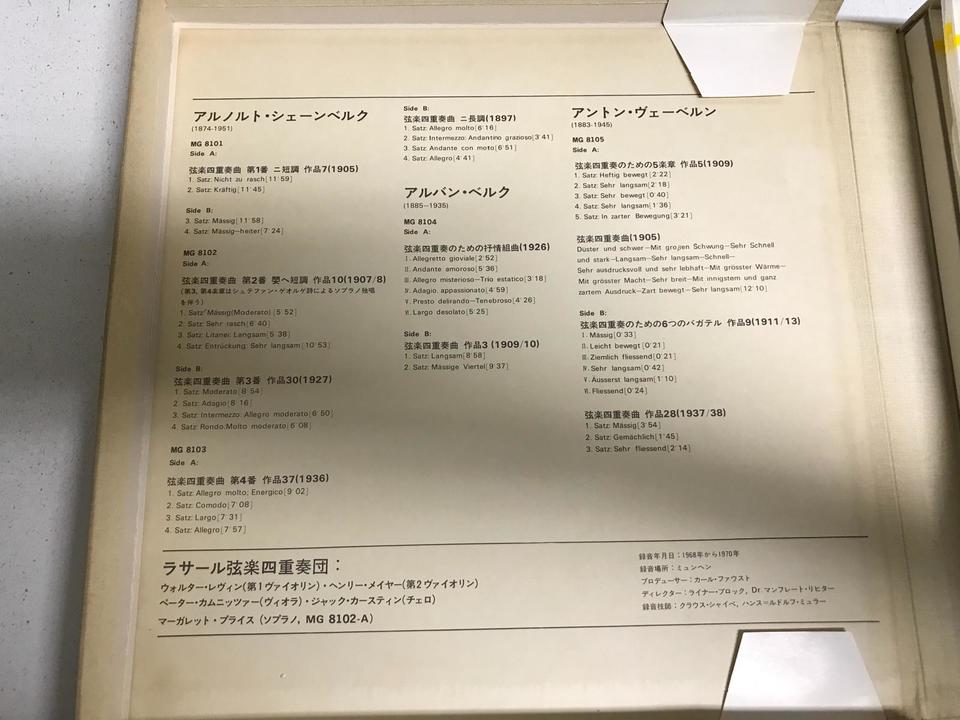 アルノルト・シェーンベルク
(1874-1951)
MG 8101
Side A:
弦楽四重奏曲 第1番 ニ短調 作品7(1905)
1. Satz: Nicht zu rasch[11'59]
2. Satz: Kräftig[11'45]
Side B:
3. Satz: Mässig[11'58]
4. Satz: Mässig—heiter[7'24]
MG 8102
Side A:
弦楽四重奏曲 第2番 嬰ヘ短調 作品10(1907/8)
(第3, 第4楽章はシュテファン・ゲオルゲ詩によるソプラノ独唱
を伴う)
1. Satz: Mässig(Moderato) [5'52]
2. Satz: Sehr rasch[6'40]
3. Satz: Litanei: Langsam[5'38]
4. Satz: Entrückung: Sehr langsam[10'53]
Side B:
弦楽四重奏曲 第3番 作品30(1927)
1. Satz: Moderato[8'54]
2. Satz: Adagio[8'16]
3. Satz: Intermezzo: Allegro moderato[6'50]
4. Satz: Rondo: Molto moderato[6'08]
MG 8103
Side A:
弦楽四重奏曲 第4番 作品37(1936)
1. Satz: Allegro molto; Energico[9'02]
2. Satz: Comodo[7'08]
3. Satz: Largo[7'31]
4. Satz: Allegro[7'57]
Side B:
弦楽四重奏曲 ニ長調(1897)
1. Satz: Allegro molto[6'16]
2. Satz: Intermezzo: Andantino grazioso[3'41]
3. Satz: Andante con moto[6'51]
4. Satz: Allegro[4'41]
アルバン・ベルク
(1885—1935)
MG 8104
Side A:
弦楽四重奏のための抒情組曲(1926)
I. Allegretto gioviale[2'52]
II. Andante amoroso[5'36]
III. Allegro misterioso—Trio estatico[3'18]
IV. Adagio appassionato[4'59]
V. Presto delirando—Tenebroso[4'26]
VI. Largo desolato[5'25]
Side B:
弦楽四重奏曲 作品3 (1909/10)
1. Satz: Langsam[8'58]
2. Satz: Mässige Viertel[9'37]
アントン・ヴェーベルン
(1883-1945)
MG 8105
Side A:
弦楽四重奏のための5楽章 作品5(1909)
1. Satz: Heftig bewegt[2'22]
2. Satz: Sehr langsam[2'18]
3. Satz: Sehr bewegt[0'40]
4. Satz: Sehr langsam[1'36]
5. Satz: In zarter Bewegung[3'21]
弦楽四重奏曲(1905)
Düster und schwer—Mit großen Schwung—Sehr Schnell
und stark—Langsam—Sehr langsam—Schnell—
Sehr ausdrucksvoll und sehr lebhaft—Mit grösster Wärme—
Mit grösster Macht—Sehr breit—Mit innigstem und ganz
zartem Ausdruck—Zart bewegt—Sehr langsam[12'10]
Side B:
弦楽四重奏のための6つのバガテル 作品9(1911/13)
I. Mässig[0'33]
II. Leicht bewegt[0'21]
III. Ziemlich fliessend[0'21]
IV. Sehr langsam[0'42]
V. Äusserst langsam[1'10]
VI. Fliessend[0'24]
弦楽四重奏曲 作品28(1937/38)
1. Satz: Mässig[3'54]
2. Satz: Gemächlich[1'45]
3. Satz: Sehr fliessend[2'14]
ラサール弦楽四重奏団：
ウォルター・レヴィン(第1ヴァイオリン)・ヘンリー・メイヤー(第2ヴァイオリン)
ペーター・カムニッツァー(ヴィオラ)・ジャック・カースティン(チェロ)
マーガレット・プライス (ソプラノ, MG 8102-A)
録音年月日：1968年から1970年
録音場所：ミュンヘン
プロデューサー：カール・ファウスト
ディレクター：ライナー・ブロック, Dr. マンフレート・リヒター
録音技師：クラウス・シャイベ, ハンス=ルドルフ・ミュラー